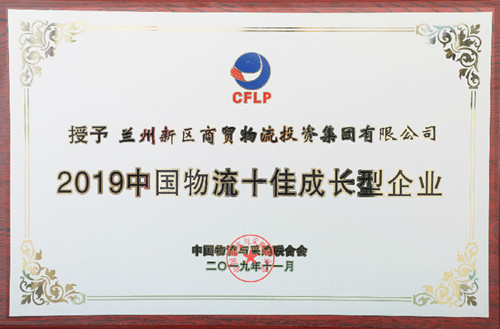 CFLP
授予 兰州新区商贸物流投资集团有限公司
2019中国物流十佳成长型企业
中国物流与采购联合会
二〇一九年十一月